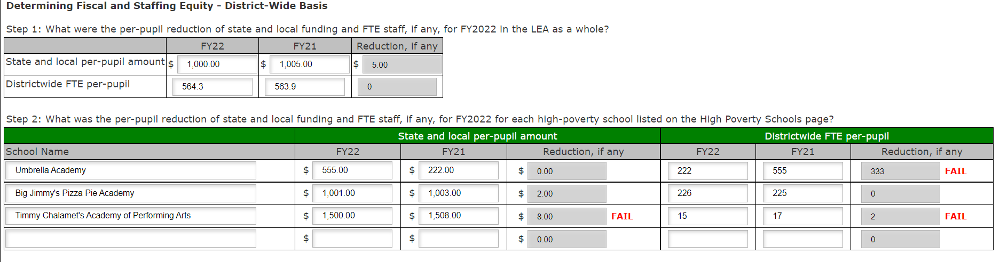 Determining Fiscal and Staffing Equity - District-Wide Basis
Step 1: What were the per-pupil reduction of state and local funding and FTE staff, if any, for FY2022 in the LEA as a whole?
FY22 FY21 Reduction, if any
State and local per-pupil amount $ 1,000.00 $ 1,005.00 $ 5.00
Districtwide FTE per-pupil 564.3 563.9 0
Step 2: What was the per-pupil reduction of state and local funding and FTE staff, if any, for FY2022 for each high-poverty school listed on the High Poverty Schools page?
State and local per-pupil amount Districtwide FTE per-pupil
School Name FY22 FY21 Reduction, if any FY22 FY21 Reduction, if any
Umbrella Academy $ 555.00 $ 222.00 $ 0.00 222 555 333 FAIL
Big Jimmy's Pizza Pie Academy $ 1,001.00 $ 1,003.00 $ 2.00 226 225 0
Timmy Chalamet's Academy of Performing Arts $ 1,500.00 $ 1,508.00 $ 8.00 FAIL 15 17 2 FAIL
$ $ $ 0.00 0